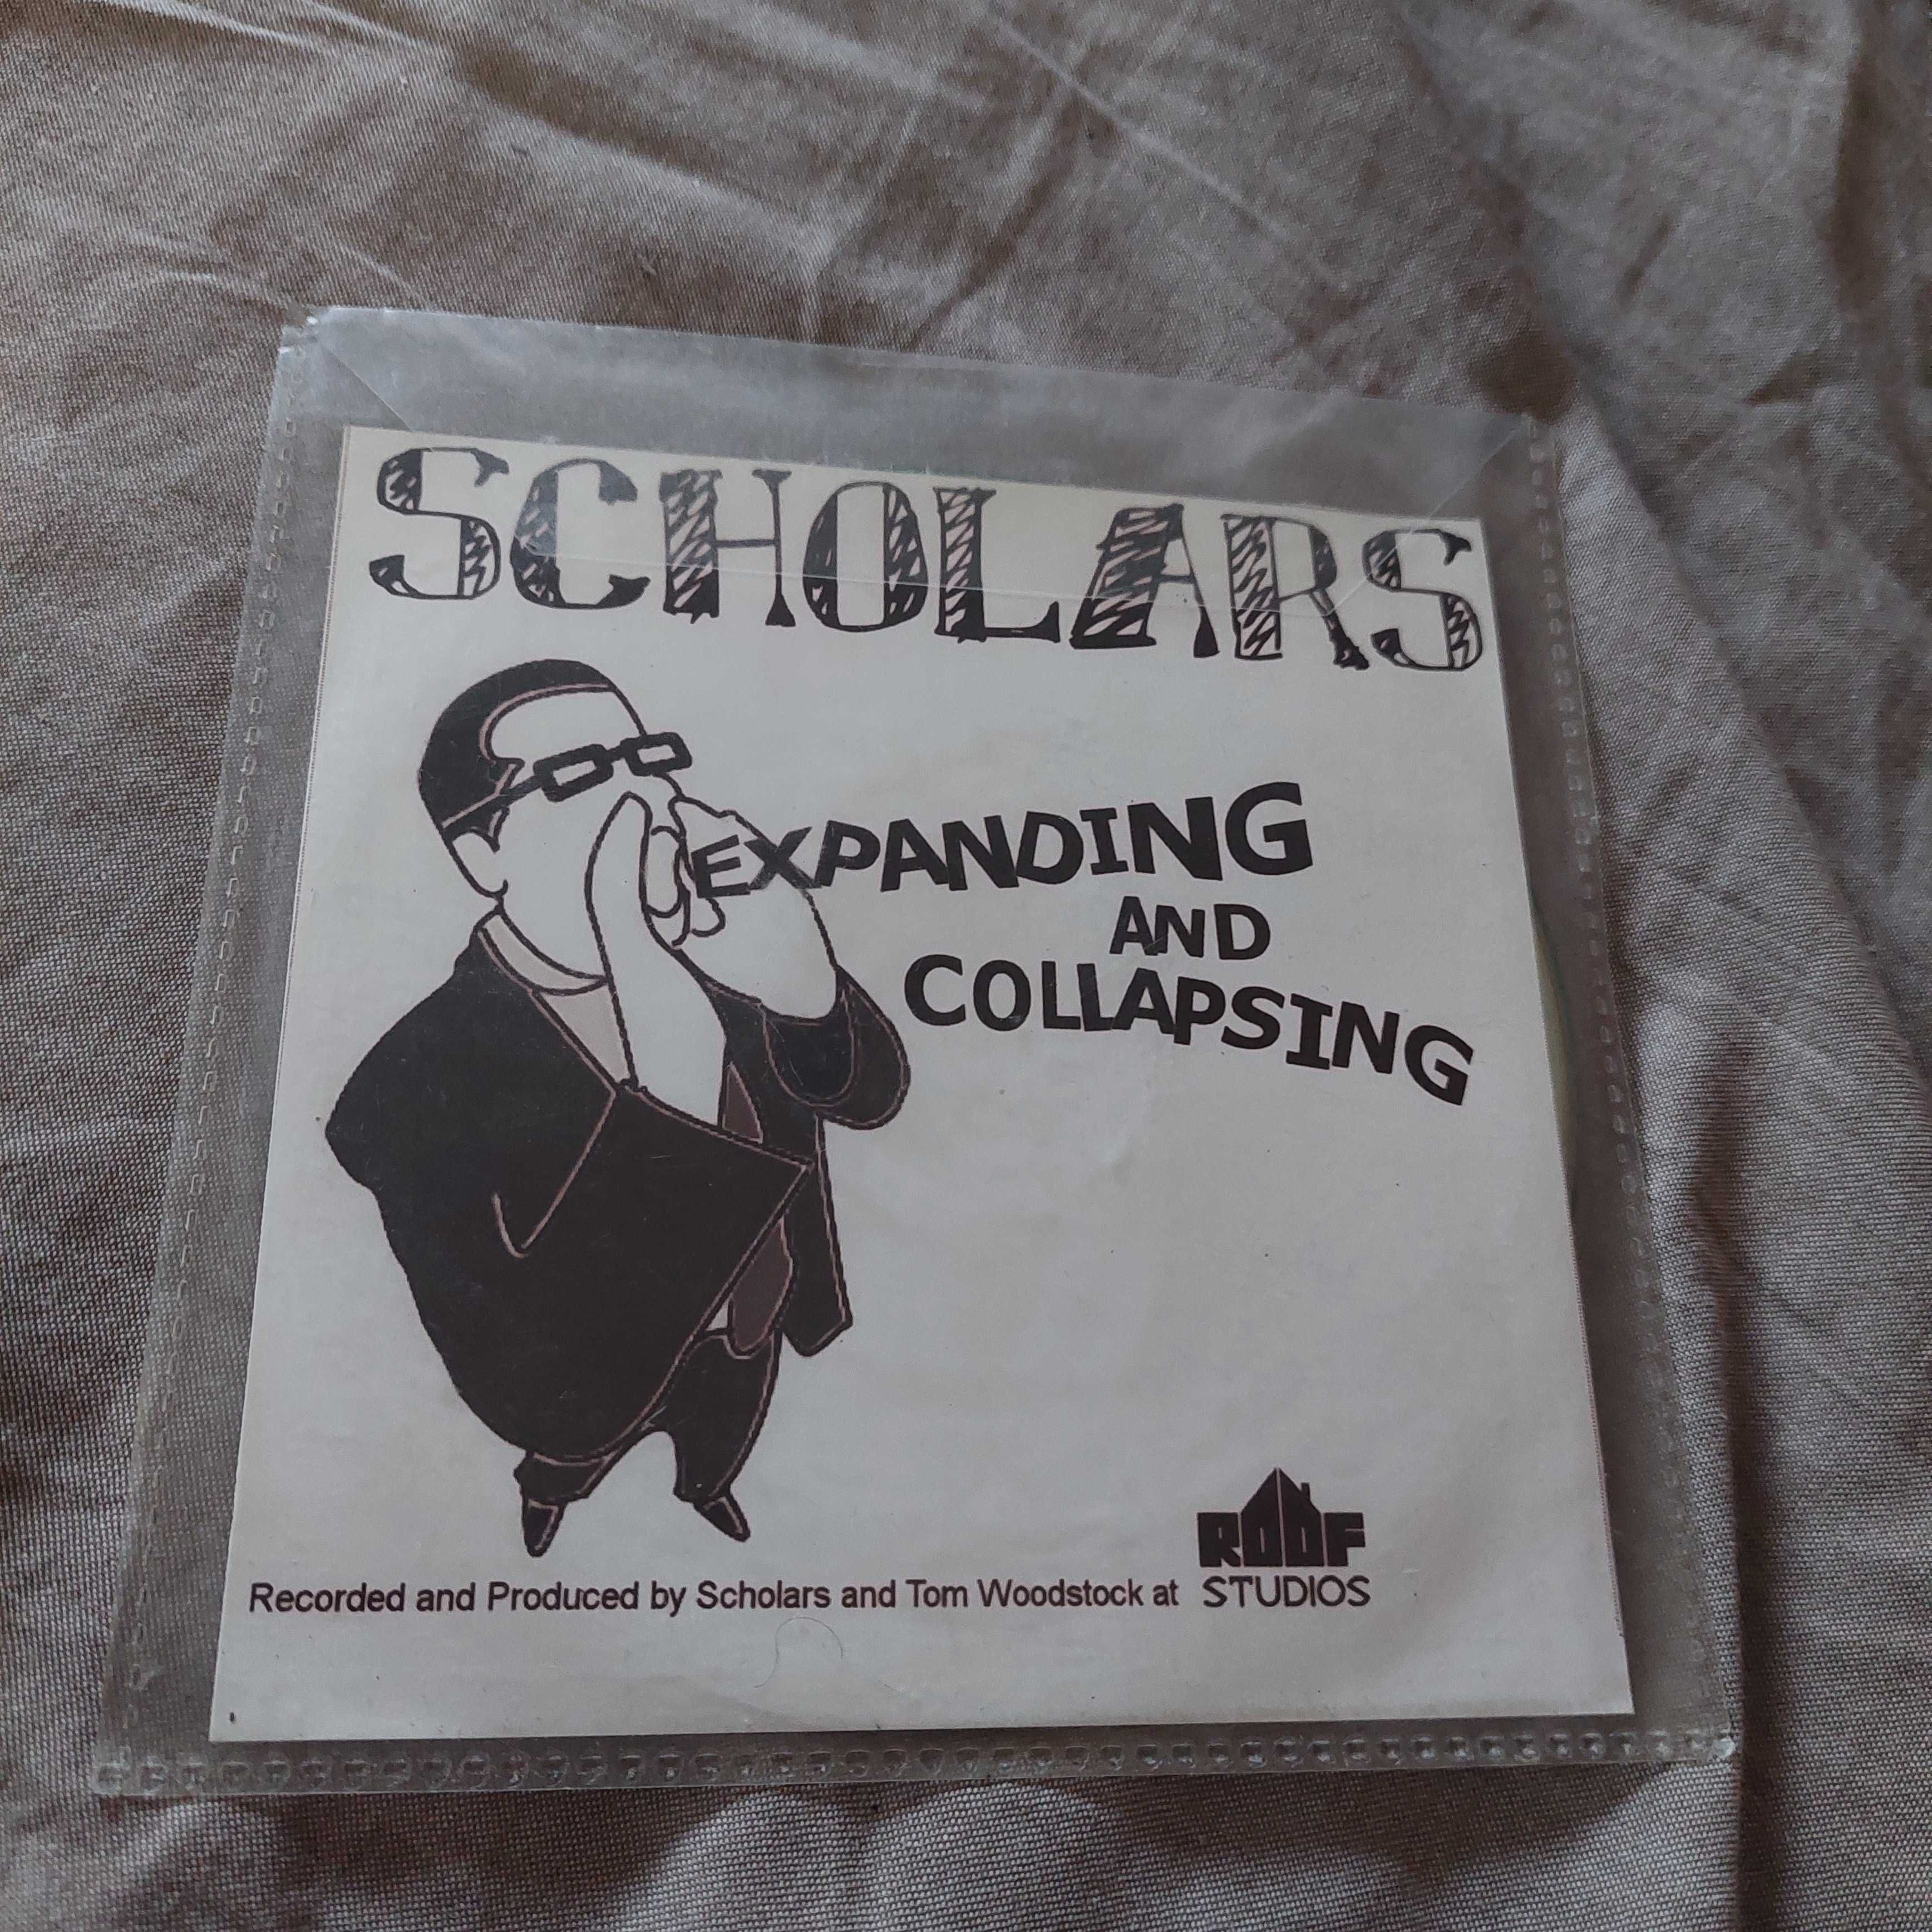 SCHOLARS
EXPANDING
AND
COLLAPSING
Recorded and Produced by Scholars and Tom Woodstock at
ROOF
STUDIOS